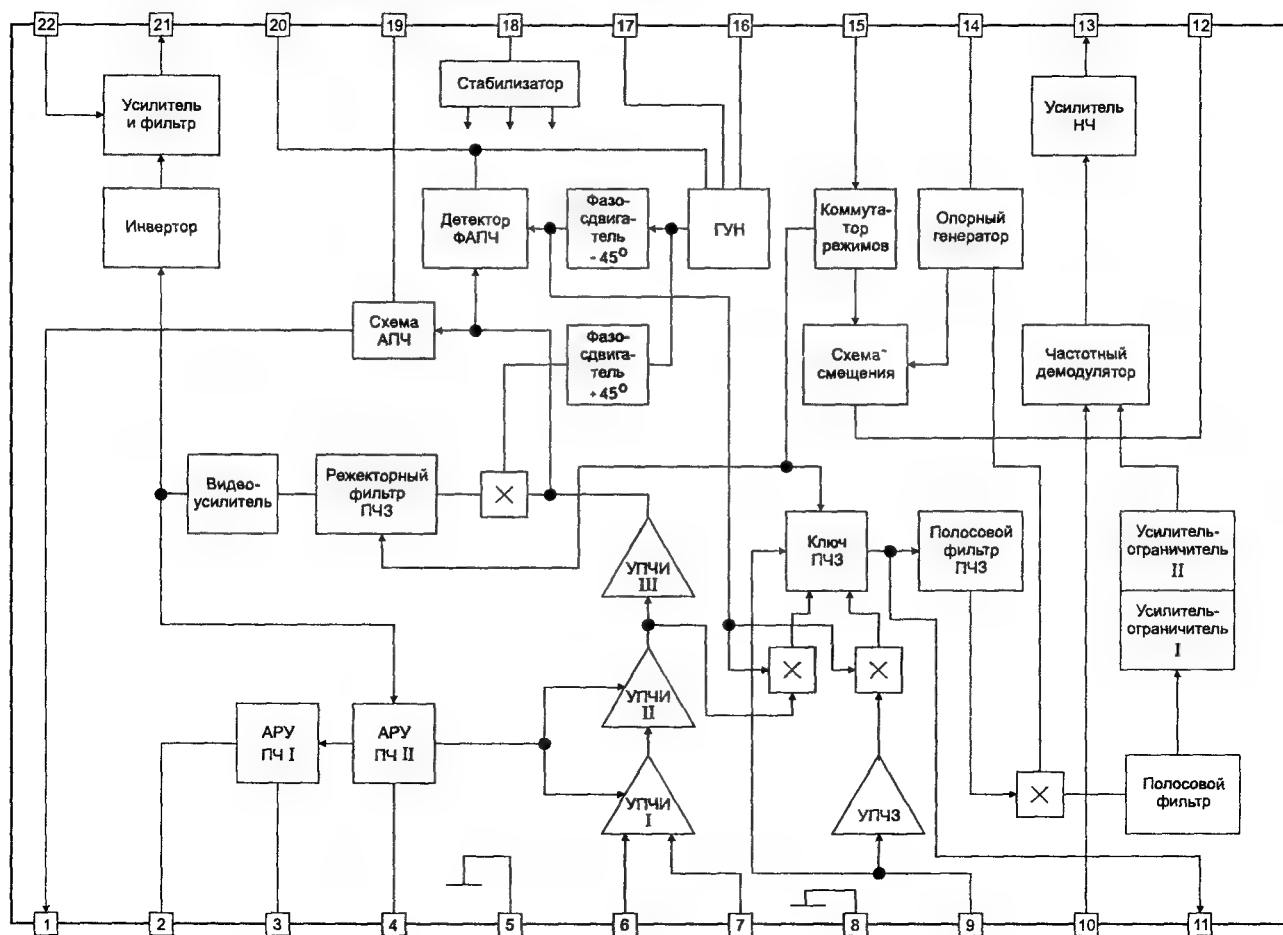 22 21 20 19 18 17 16 15 14 13 12
Стабилизатор
Усилитель
и фильтр
Усилитель
НЧ
Инвертор
Детектор
ФАПЧ
Фазо-
сдвига-
тель
- 45°
ГУН
Коммута-
тор
режимов
Опорный
генератор
Схема
АПЧ
Фазо-
сдвига-
тель
+ 45°
Схема
смещения
Частотный
демодулятор
Видео-
усилитель
Режекторный
фильтр
ПЧЗ
УПЧИ
III
Ключ
ПЧЗ
Полосовой
фильтр
ПЧЗ
Усилитель-
ограничитель
II
Усилитель-
ограничитель
I
АРУ
ПЧ I
АРУ
ПЧ II
УПЧИ
II
УПЧИ
I
УПЧЗ
Полосовой
фильтр
1 2 3 4 5 6 7 8 9 10 11